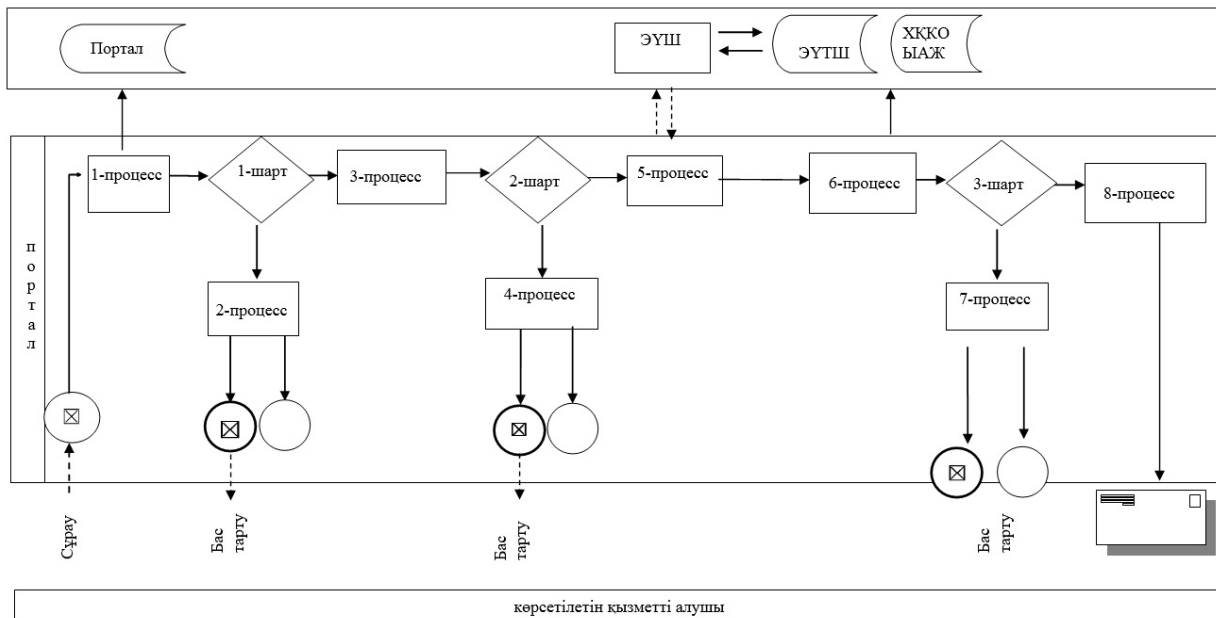 Портал
ЭҮШ
ЭҮТШ
ХҚКО
ЫАЖ
портал
1-процесс
1-шарт
3-процесс
2-шарт
5-процесс
6-процесс
3-шарт
8-процесс
2-процесс
4-процесс
7-процесс
Сұрау
Бас
тарту
Бас
тарту
Бас
тарту
көрсетілетін қызметті алушы